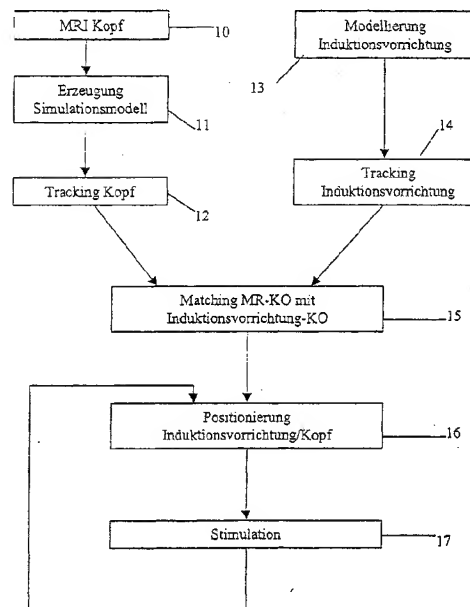 MRI Kopf
10
Modellierung
Induktionsvorrichtung
13
Erzeugung
Simulationsmodell
11
14
Tracking Kopf
12
Tracking
Induktionsvorrichtung
Matching MR-KO mit
Induktionsvorrichtung-KO
15
Positionierung
Induktionsvorrichtung/Kopf
16
Stimulation
17